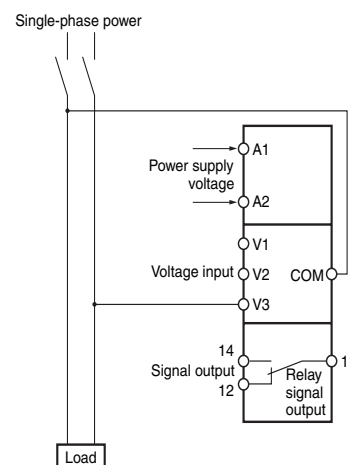 Single-phase power
A1
Power supply
voltage
A2
V1
Voltage input
V2
COM
V3
14
1
Signal output
Relay
signal
output
12
Load